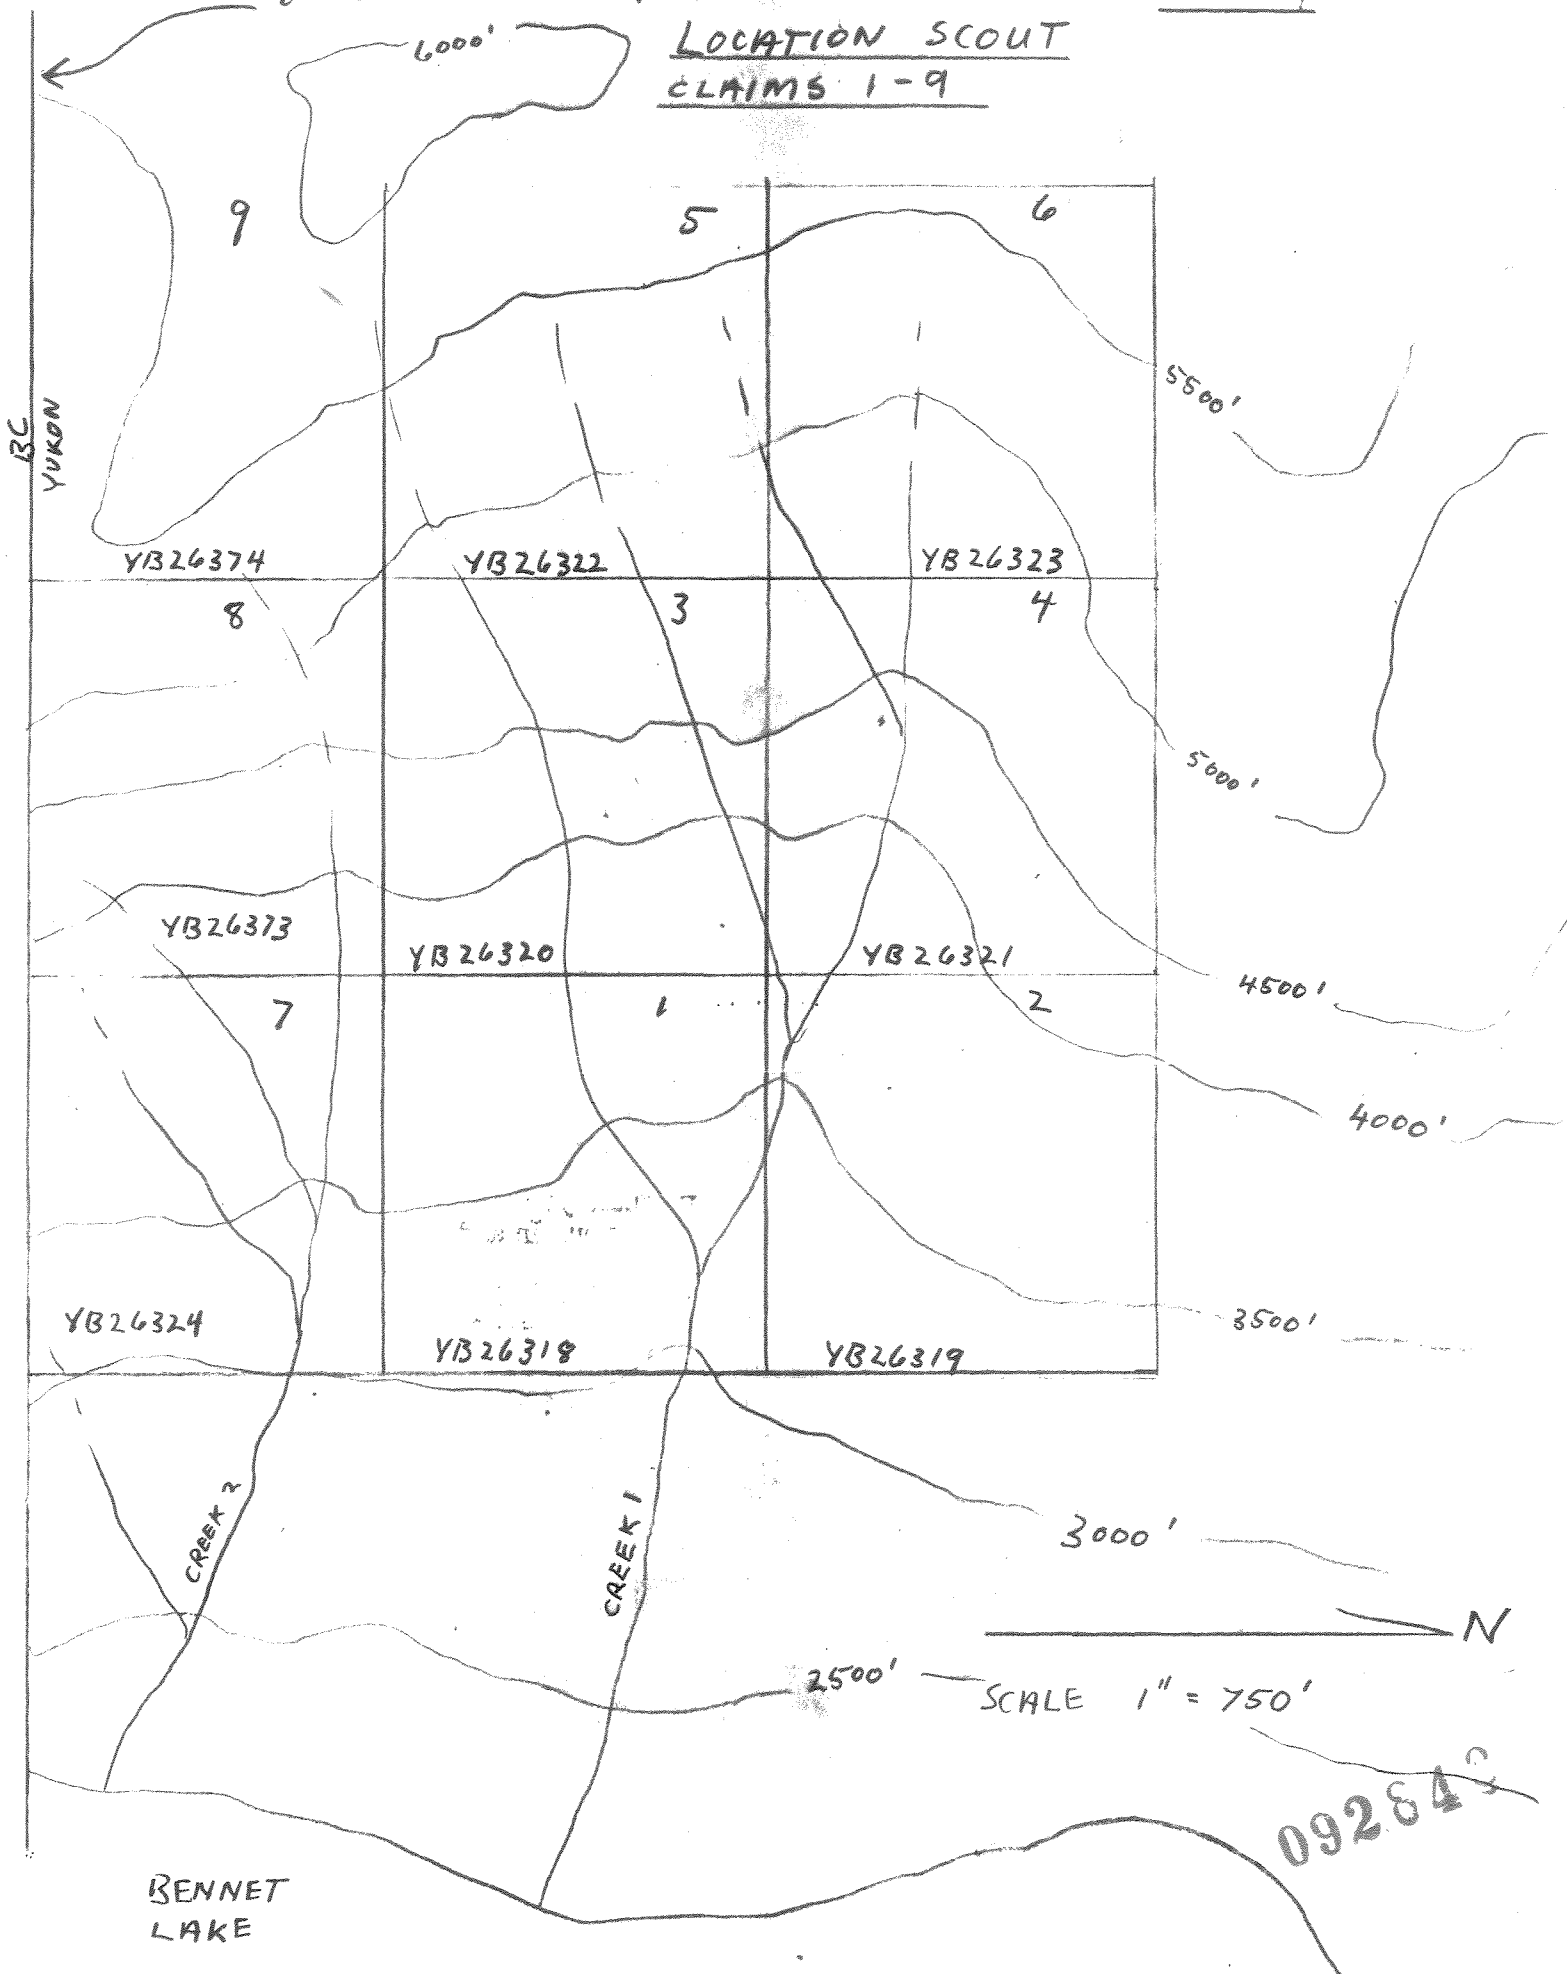 LOCATION SCOUT
CLAIMS 1-9
6000'
9
5
6
5500'
BC
YUKON
YB26374
YB26322
YB26323
8
3
4
5000'
YB26373
YB26320
YB26321
4500'
7
1
2
4000'
YB26324
YB26318
YB26319
3500'
CREEK 2
CREEK 1
3000'
N
2500'
SCALE 1" = 750'
BENNET
LAKE